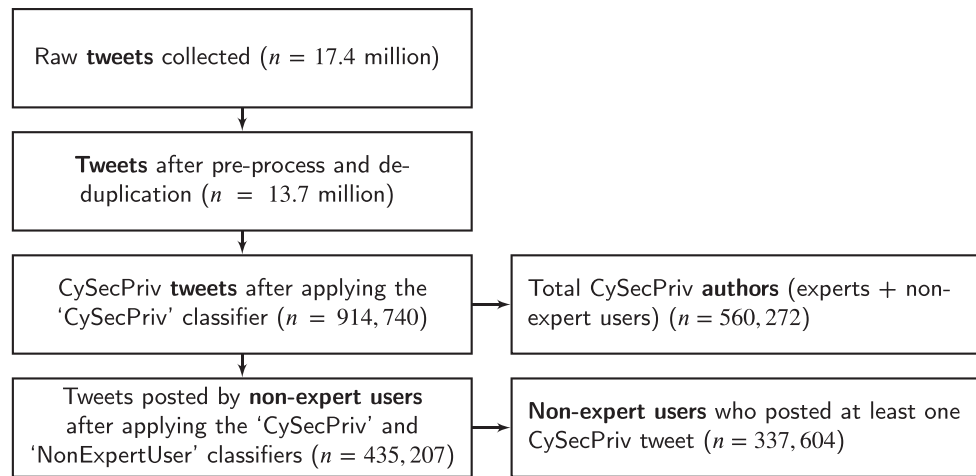 Raw tweets collected (n = 17.4 million)
Tweets after pre-process and de-
duplication (n = 13.7 million)
CySecPriv tweets after applying the
‘CySecPriv’ classifier (n = 914,740)
Total CySecPriv authors (experts + non-
expert users) (n = 560,272)
Tweets posted by non-expert users
after applying the ‘CySecPriv’ and
‘NonExpertUser’ classifiers (n = 435,207)
Non-expert users who posted at least one
CySecPriv tweet (n = 337,604)